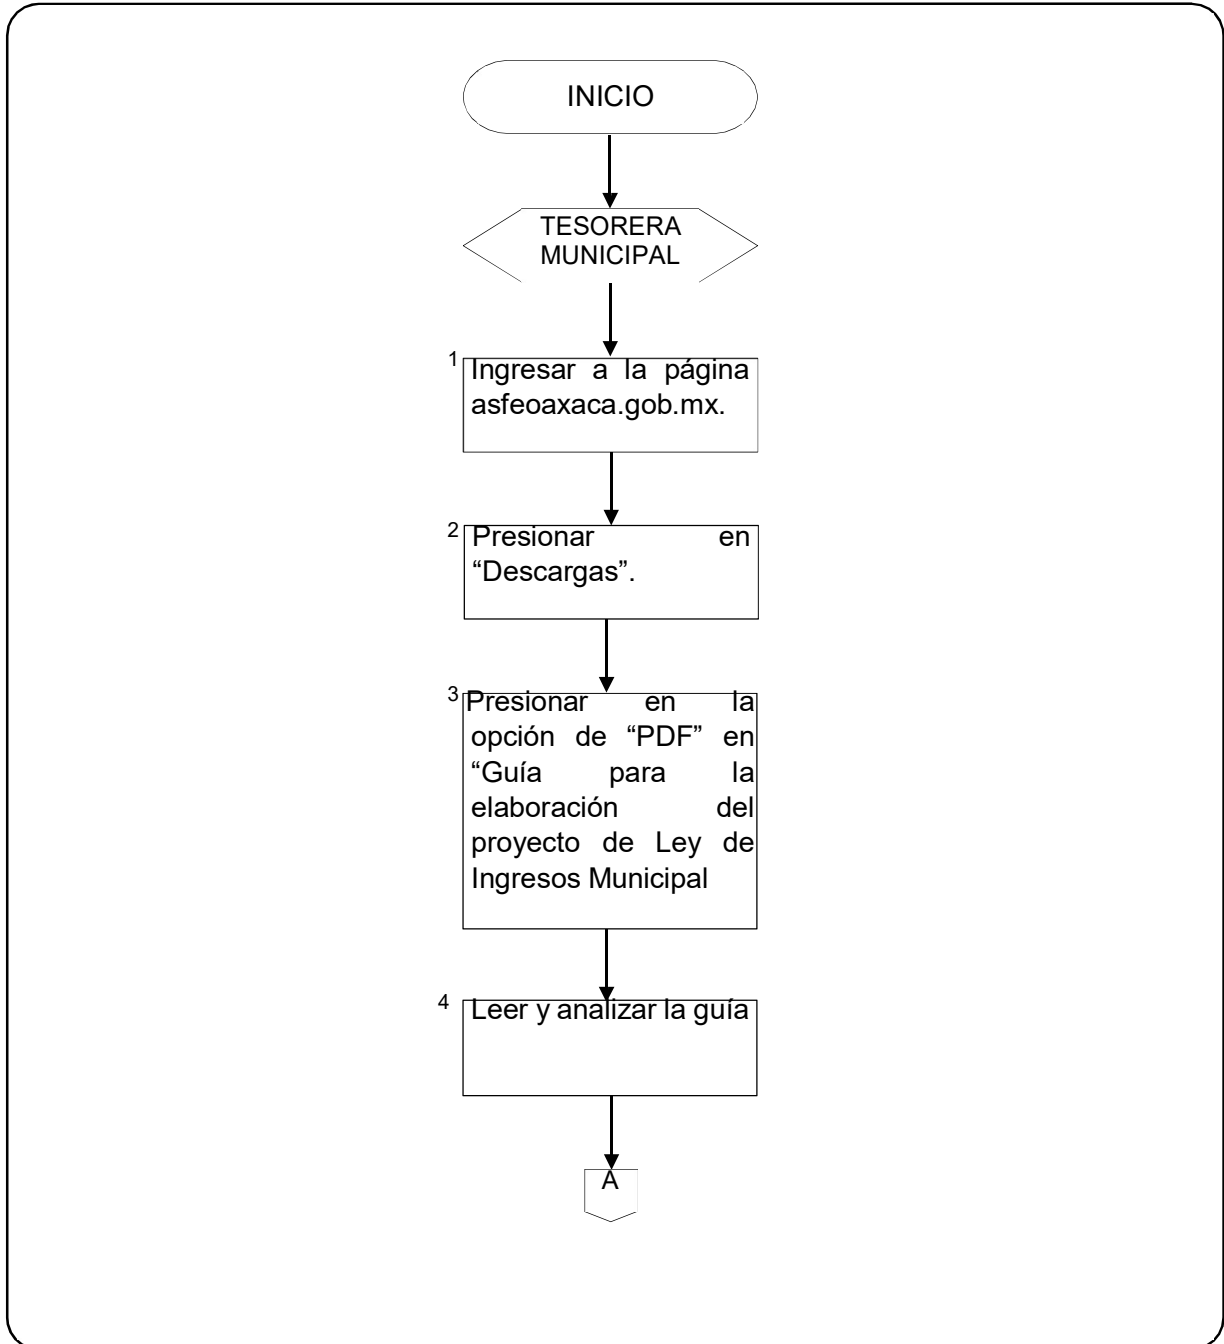 INICIO
TESORERA
MUNICIPAL
1
Ingresar a la página
asfeoaxaca.gob.mx.
2
Presionar en
“Descargas”.
3
Presionar en la
opción de “PDF” en
“Guía para la
elaboración del
proyecto de Ley de
Ingresos Municipal
4
Leer y analizar la guía
A